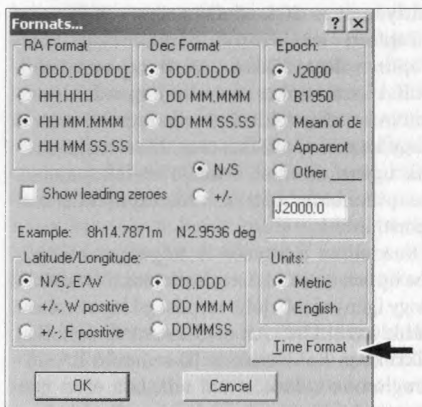 Formats...
? X
RA Format
DDD.DDDDDD
HH.HHH
HH MM.MMM
HH MM SS.SS
Dec Format
DDD.DDDD
DD MM.MMM
DD MM SS.SS
N/S
+/-
Epoch:
J2000
B1950
Mean of da
Apparent
Other
J2000.0
Show leading zeroes
Example: 8h14.7871m N2.9536 deg
Latitude/Longitude:
N/S, E/W
+/-, W positive
+/-, E positive
DD.DDD
DD MM.M
DDMMSS
Units:
Metric
English
Time Format
OK
Cancel